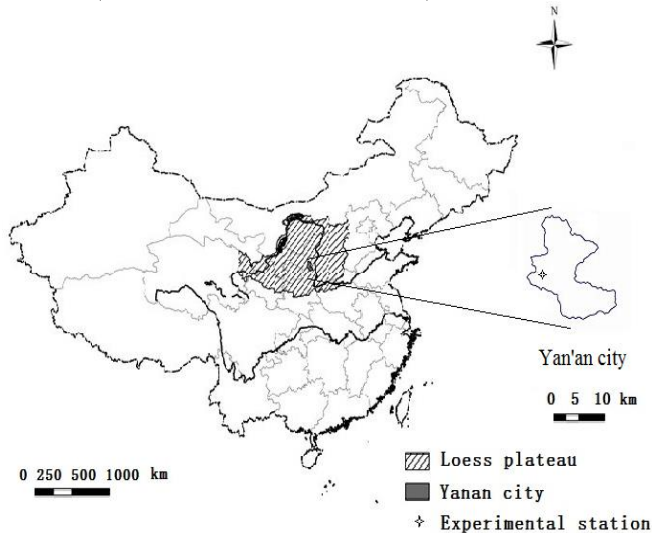 N
Yan'an city
0 5 10 km
0 250 500 1000 km
Loess plateau
Yanan city
Experimental station